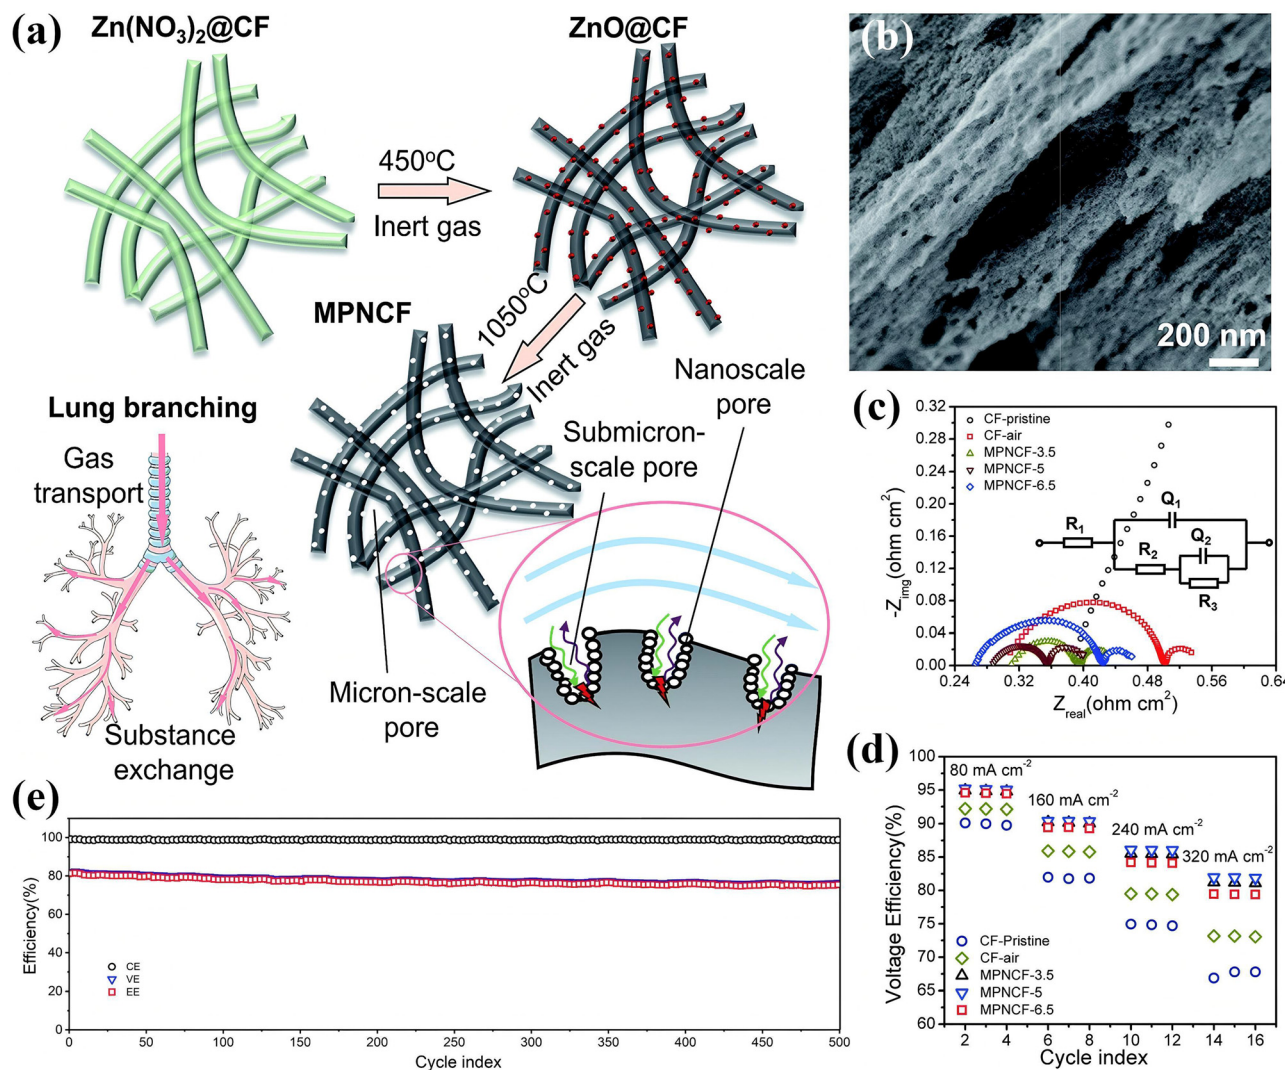 (a)
Zn(NO3)2@CF
ZnO@CF
450oC
Inert gas
1050oC
Inert gas
MPNCF
Lung branching
Gas
transport
Substance
exchange
Nanoscale
pore
Submicron-
scale pore
Micron-scale
pore
(b)
200 nm
(c)
-Zimg(ohm cm2)
0.32
0.28
0.24
0.20
0.16
0.12
0.08
0.04
0.00
CF-pristine
CF-air
MPNCF-3.5
MPNCF-5
MPNCF-6.5
R1
Q1
R2
Q2
R3
0.24 0.32 0.40 0.48 0.56 0.64
Zreal(ohm cm2)
(d)
Voltage Efficiency(%)
100
95
90
85
80
75
70
65
60
80 mA cm-2
160 mA cm-2
240 mA cm-2
320 mA cm-2
CF-Pristine
CF-air
MPNCF-3.5
MPNCF-5
MPNCF-6.5
2 4 6 8 10 12 14 16
Cycle index
(e)
Efficiency(%)
100
80
60
40
20
0
CE
VE
EE
0 50 100 150 200 250 300 350 400 450 500
Cycle index